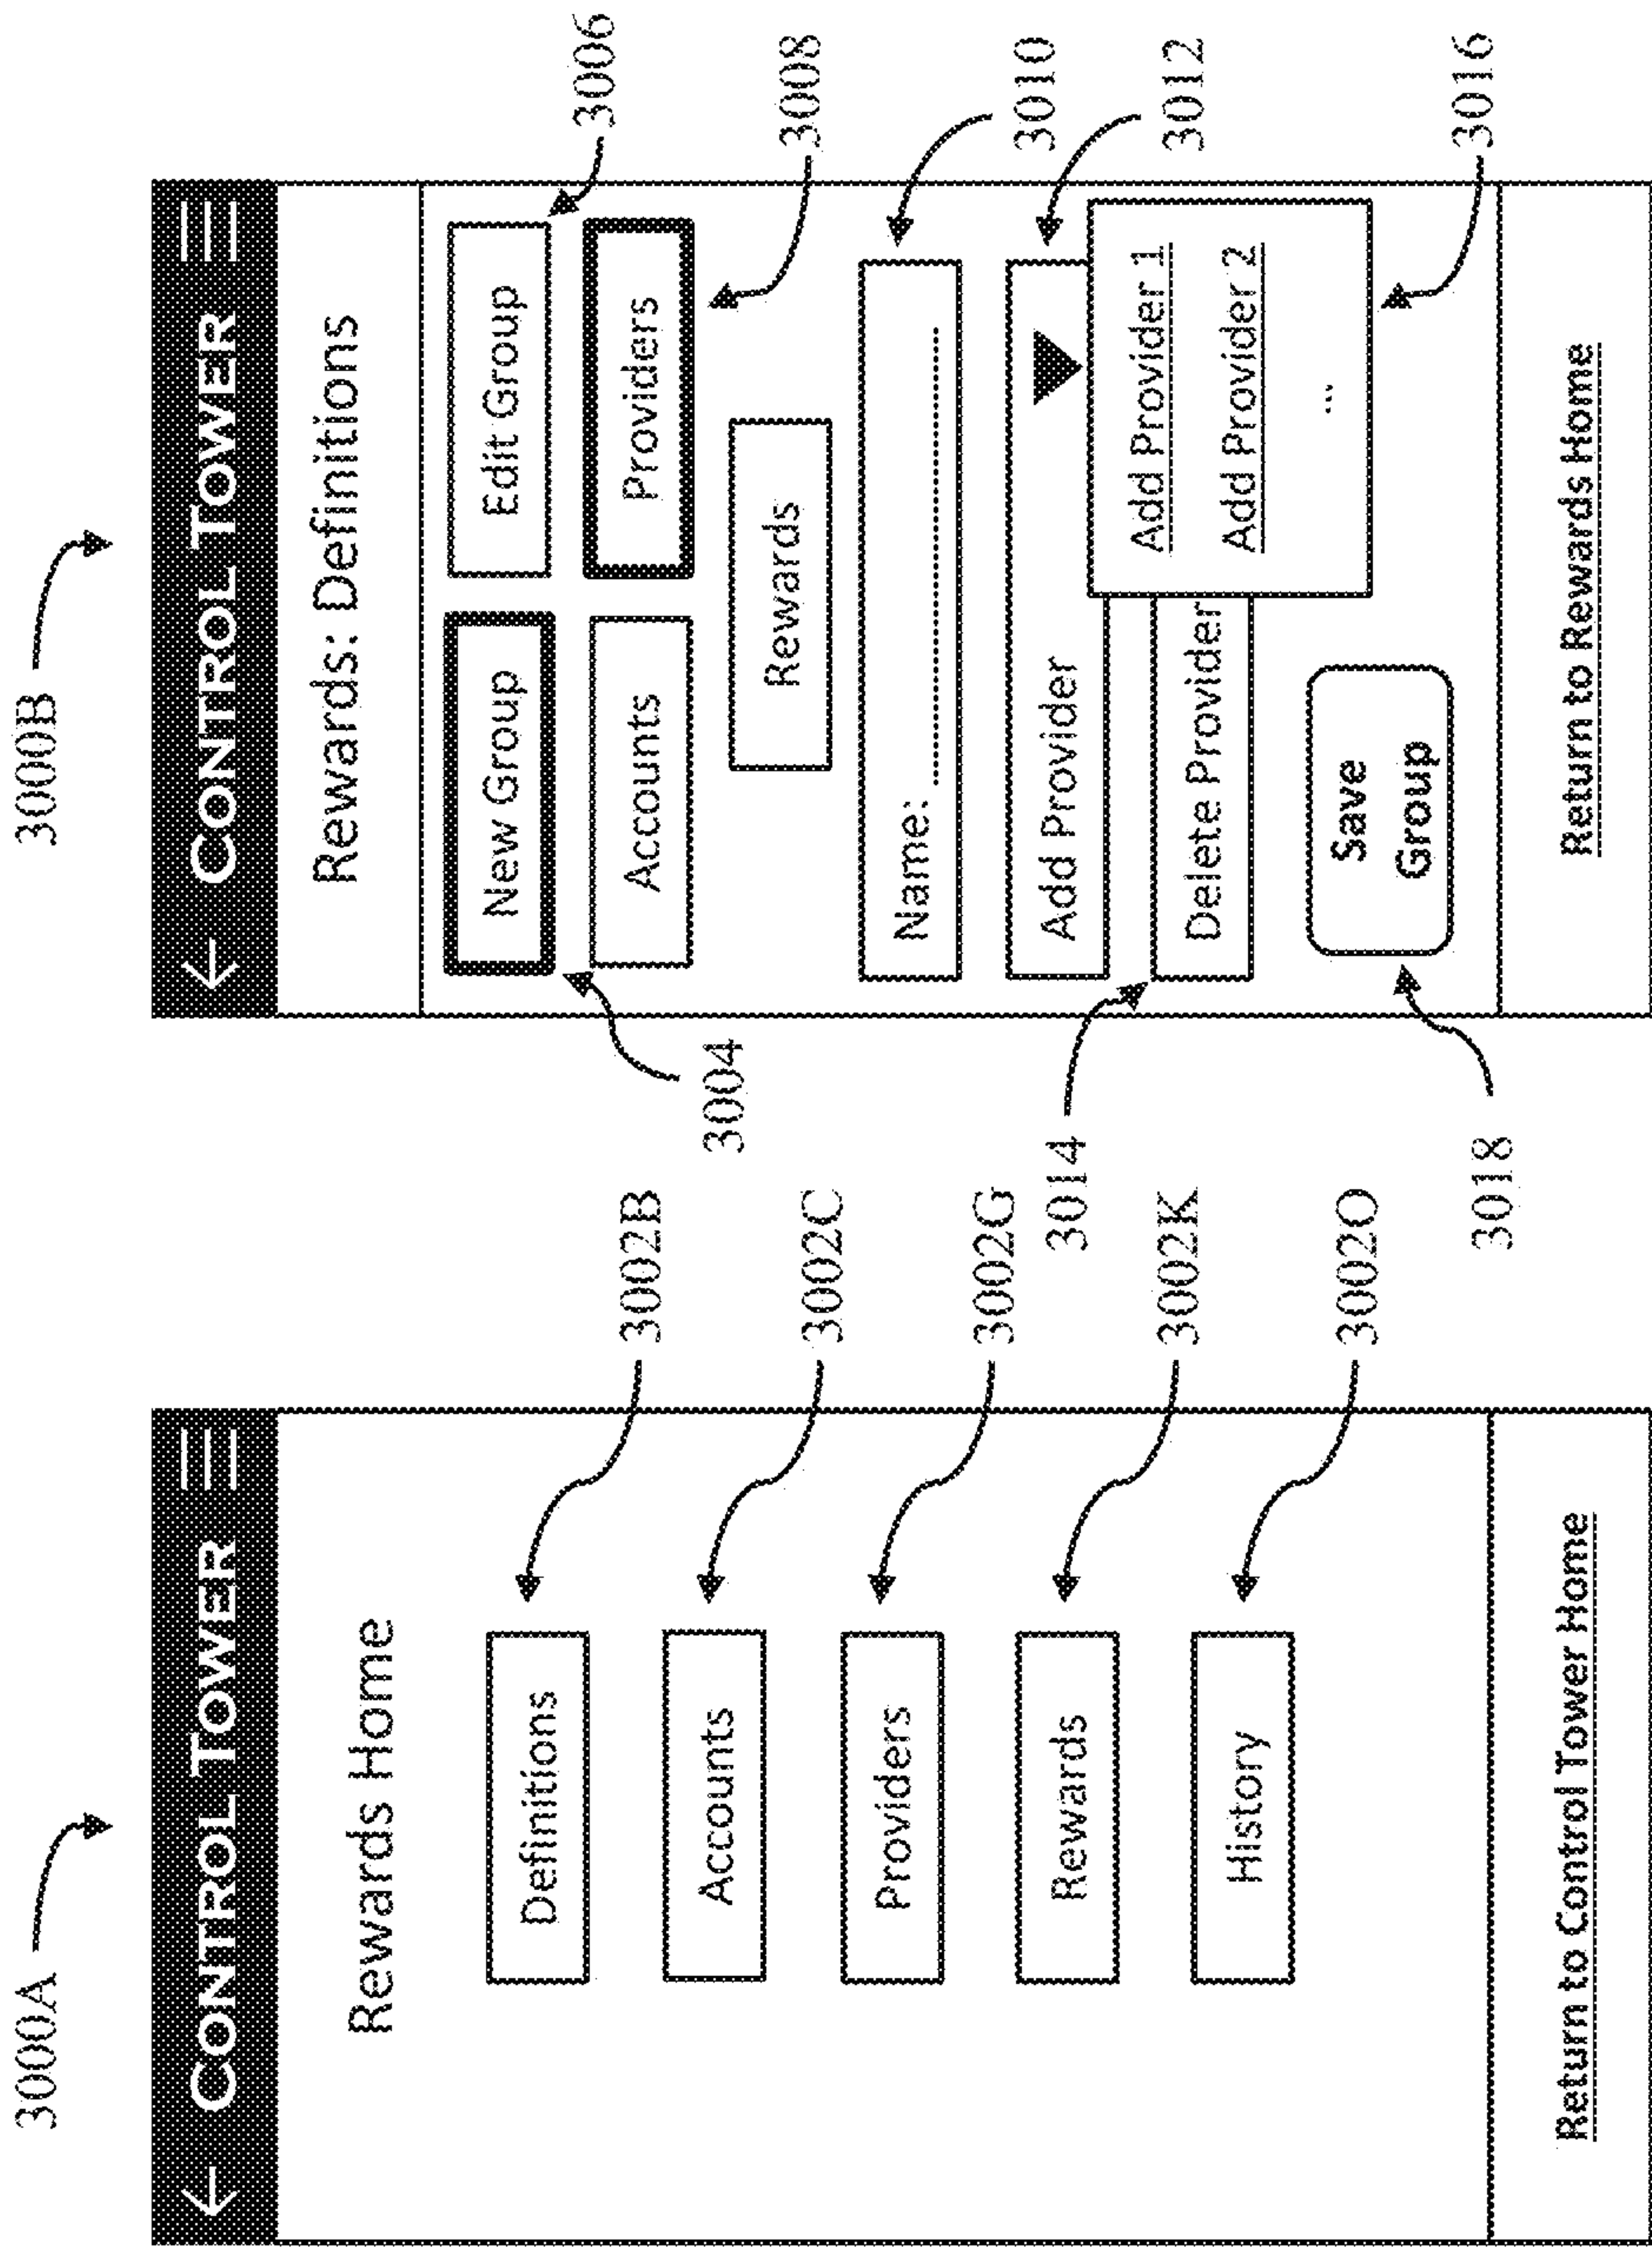 3000A
← CONTROL TOWER
Rewards Home
Definitions
3002B
Accounts
3002C
Providers
3002G
Rewards
3002K
History
3002O
Return to Control Tower Home
3000B
← CONTROL TOWER
Rewards: Definitions
New Group
Edit Group
3004
3006
Accounts
Providers
3008
Rewards
Name:
3010
Add Provider
3012
Add Provider 1
Add Provider 2
...
3016
Delete Provider
3014
Save
Group
3018
Return to Rewards Home